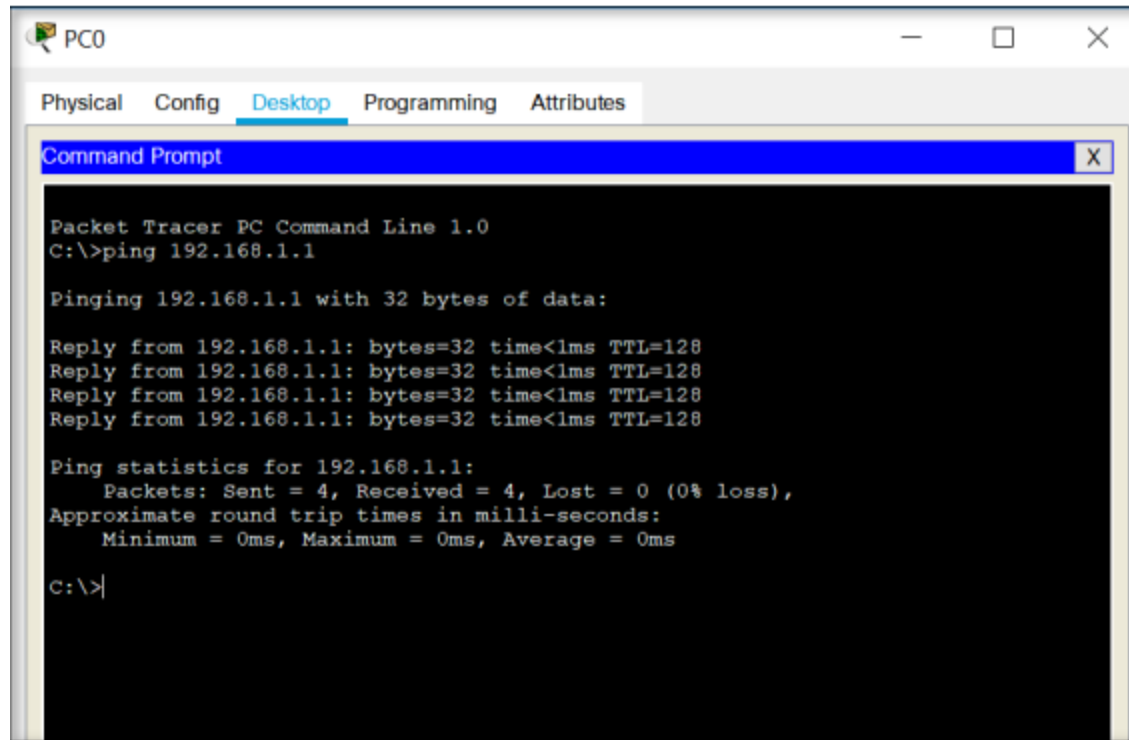 PC0
Physical Config Desktop Programming Attributes
Command Prompt X
Packet Tracer PC Command Line 1.0
C:\>ping 192.168.1.1
Pinging 192.168.1.1 with 32 bytes of data:
Reply from 192.168.1.1: bytes=32 time<1ms TTL=128
Reply from 192.168.1.1: bytes=32 time<1ms TTL=128
Reply from 192.168.1.1: bytes=32 time<1ms TTL=128
Reply from 192.168.1.1: bytes=32 time<1ms TTL=128
Ping statistics for 192.168.1.1:
Packets: Sent = 4, Received = 4, Lost = 0 (0% loss),
Approximate round trip times in milli-seconds:
Minimum = 0ms, Maximum = 0ms, Average = 0ms
C:\>